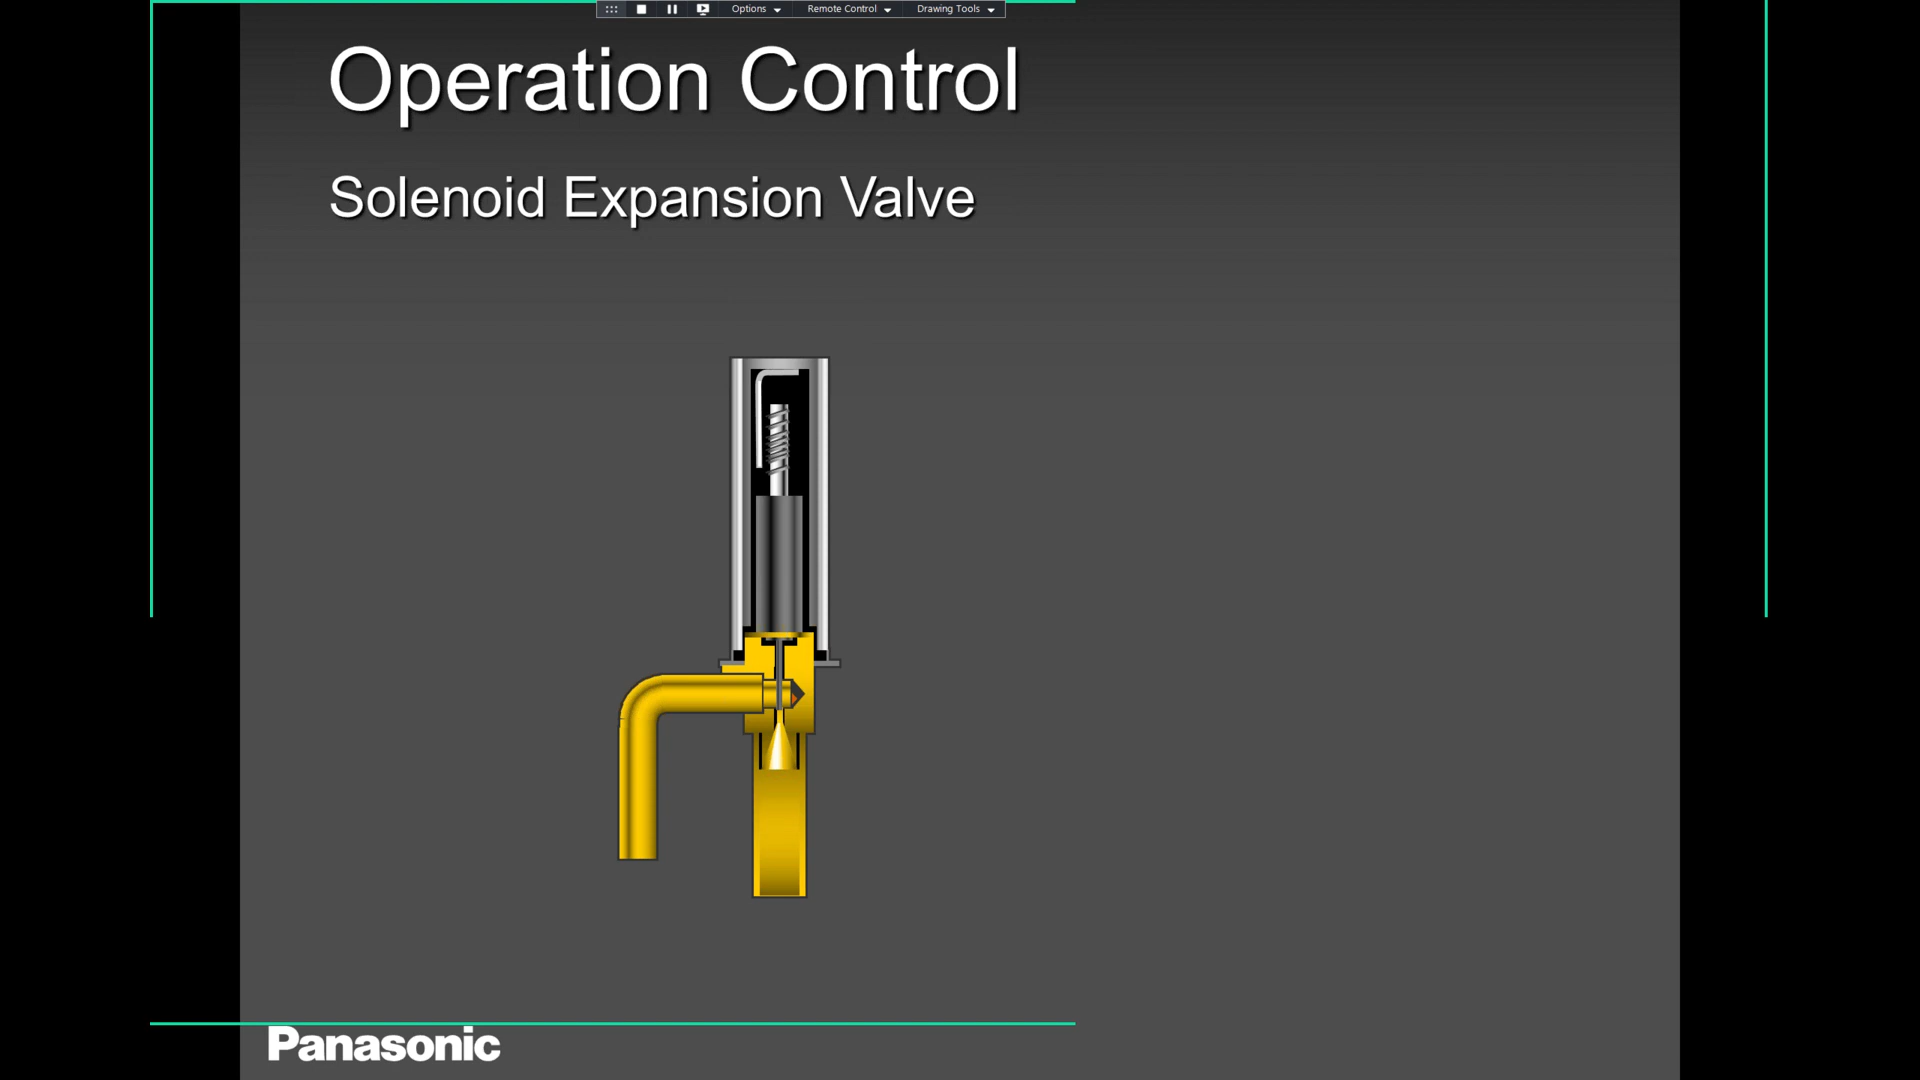 Options
Remote Control
Drawing Tools
Operation Control
Solenoid Expansion Valve
Panasonic